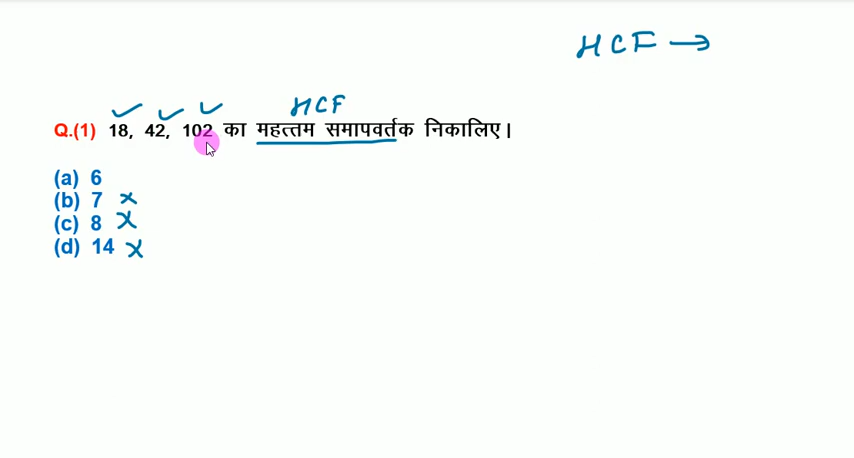 HCF →
HCF
Q.(1) 18, 42, 102 का महत्तम समापवर्तक निकालिए।
(a) 6
(b) 7 ×
(c) 8 ×
(d) 14 ×